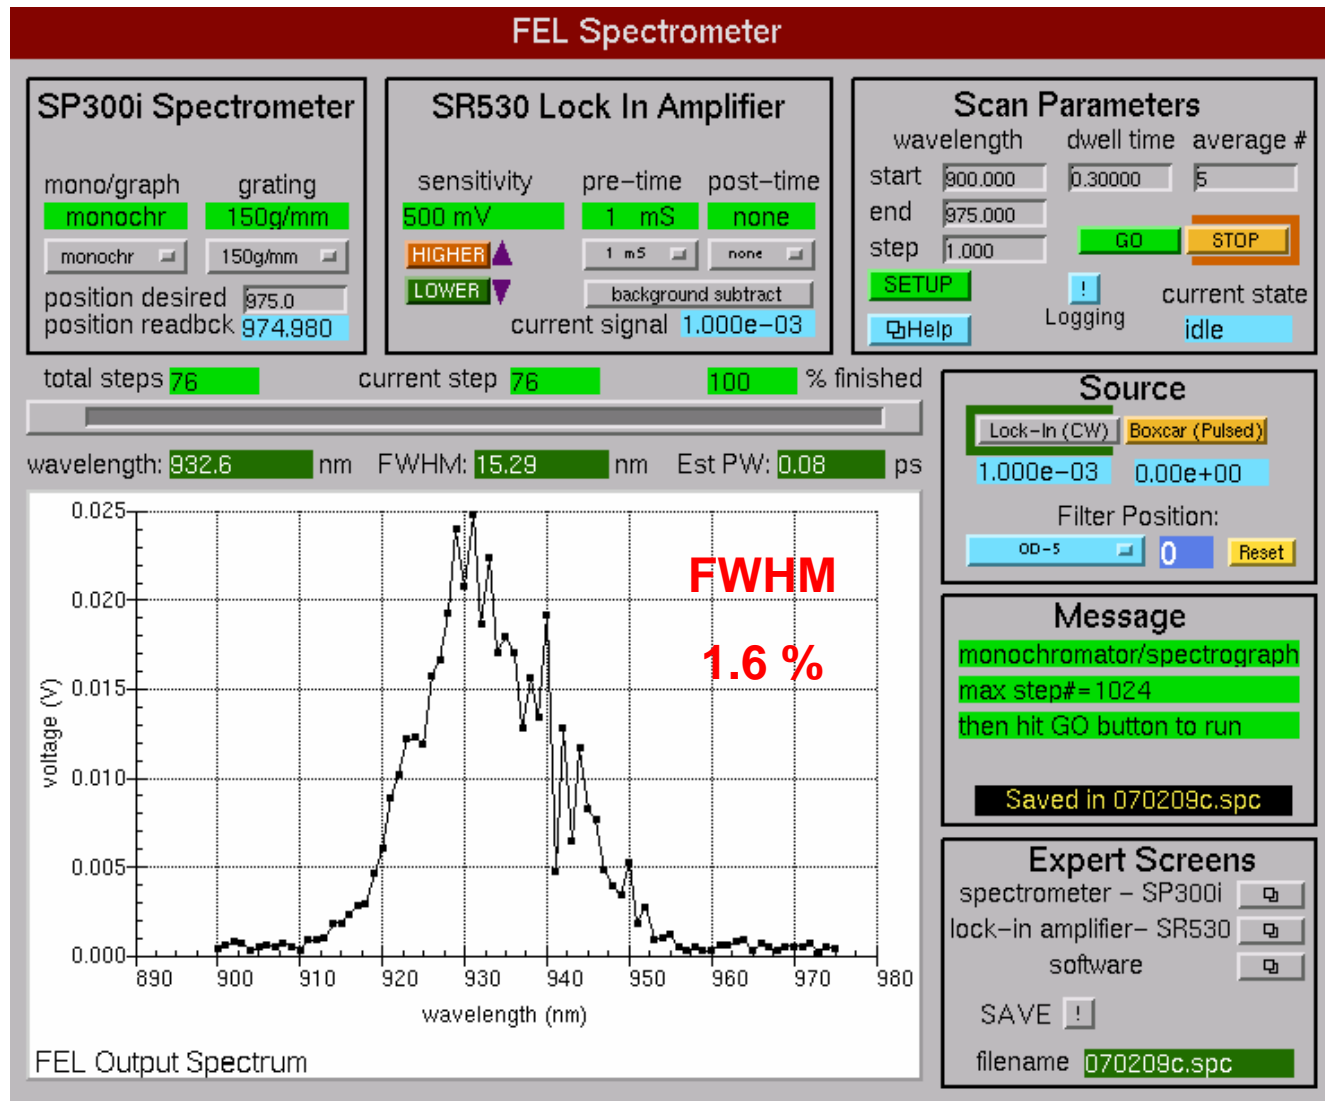 FEL Spectrometer
SP300i Spectrometer
mono/graph grating
monochr 150g/mm
monochr 150g/mm
position desired 975.0
position readbck 974.980
SR530 Lock In Amplifier
sensitivity pre-time post-time
500 mV 1 mS none
HIGHER 1 mS none
LOWER background subtract
current signal 1.000e-03
Scan Parameters
wavelength dwell time average #
start 900.000 0.30000 5
end 975.000
step 1.000 GO STOP
SETUP ! current state
Help Logging idle
total steps 76 current step 76 100 % finished
wavelength: 932.6 nm FWHM: 15.29 nm Est PW: 0.08 ps
Source
Lock-In (CW) Boxcar (Pulsed)
1.000e-03 0.00e+00
Filter Position:
OD-5 0 Reset
Message
monochromator/spectrograph
max step#=1024
then hit GO button to run
Saved in 070209c.spc
Expert Screens
spectrometer - SP300i
lock-in amplifier- SR530
software
SAVE !
filename 070209c.spc
FWHM
1.6 %
voltage (V)
0.025
0.020
0.015
0.010
0.005
0.000
890 900 910 920 930 940 950 960 970 980
wavelength (nm)
FEL Output Spectrum